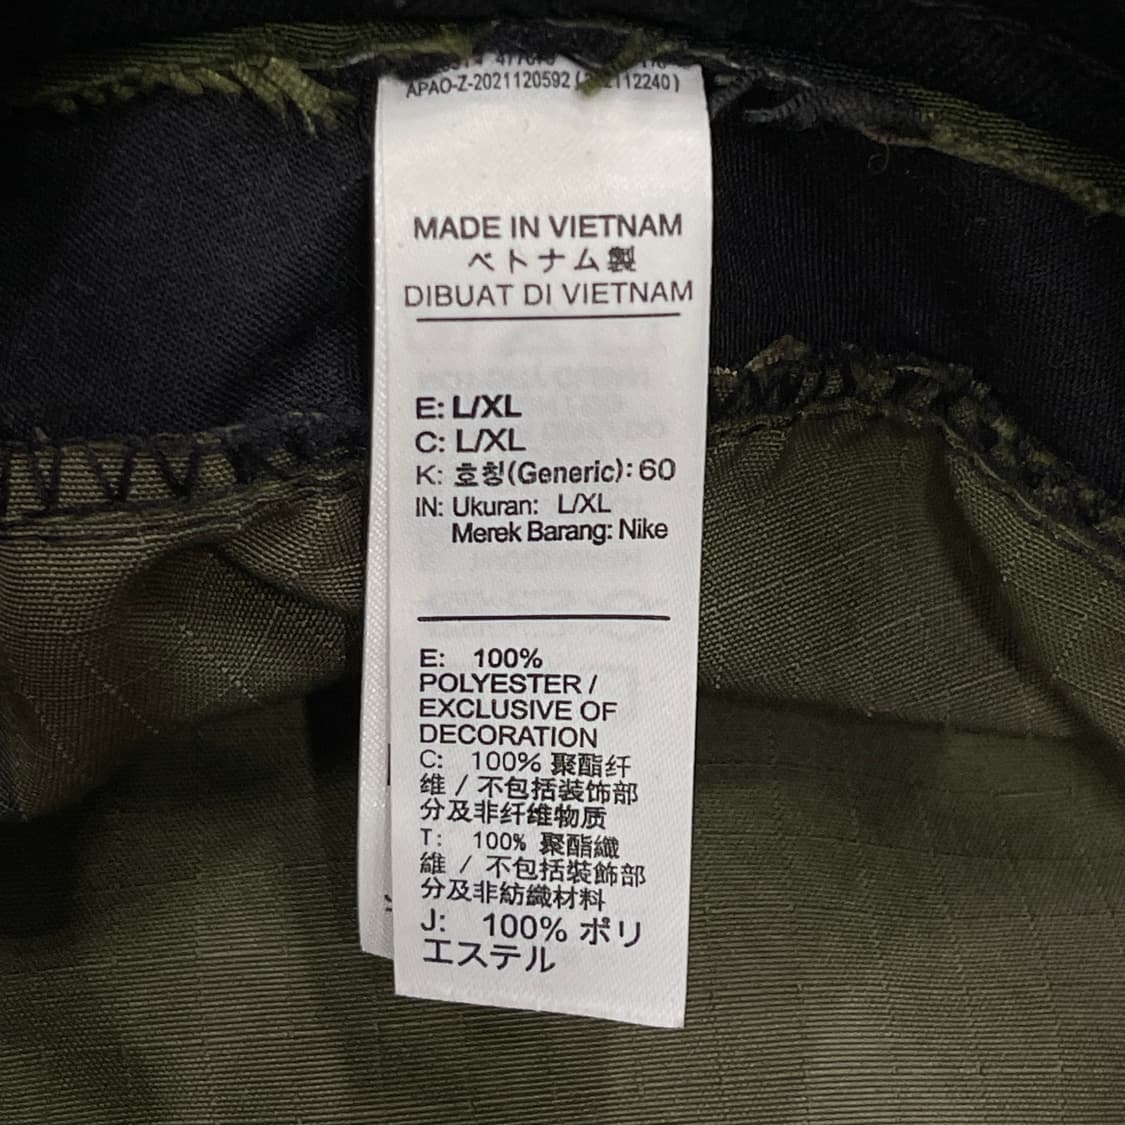 APAO-Z-2021120592
MADE IN VIETNAM
ベトナム製
DIBUAT DI VIETNAM
E: L/XL
C: L/XL
K: 호칭(Generic): 60
IN: Ukuran: L/XL
Merek Barang: Nike
E: 100%
POLYESTER /
EXCLUSIVE OF
DECORATION
C: 100% 聚酯纤
维 / 不包括装饰部
分及非纤维物质
T: 100% 聚酯纖
維 / 不包括裝飾部
分及非紡織材料
J: 100% ポリ
エステル